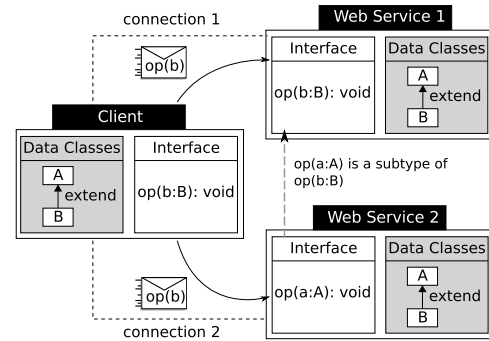 connection 1
Web Service 1
op(b)
Interface
Data Classes
A
op(b:B): void
extend
B
Client
Data Classes
Interface
A
extend
op(b:B): void
B
op(a:A) is a subtype of
op(b:B)
Web Service 2
Interface
Data Classes
A
op(b)
op(a:A): void
extend
B
connection 2